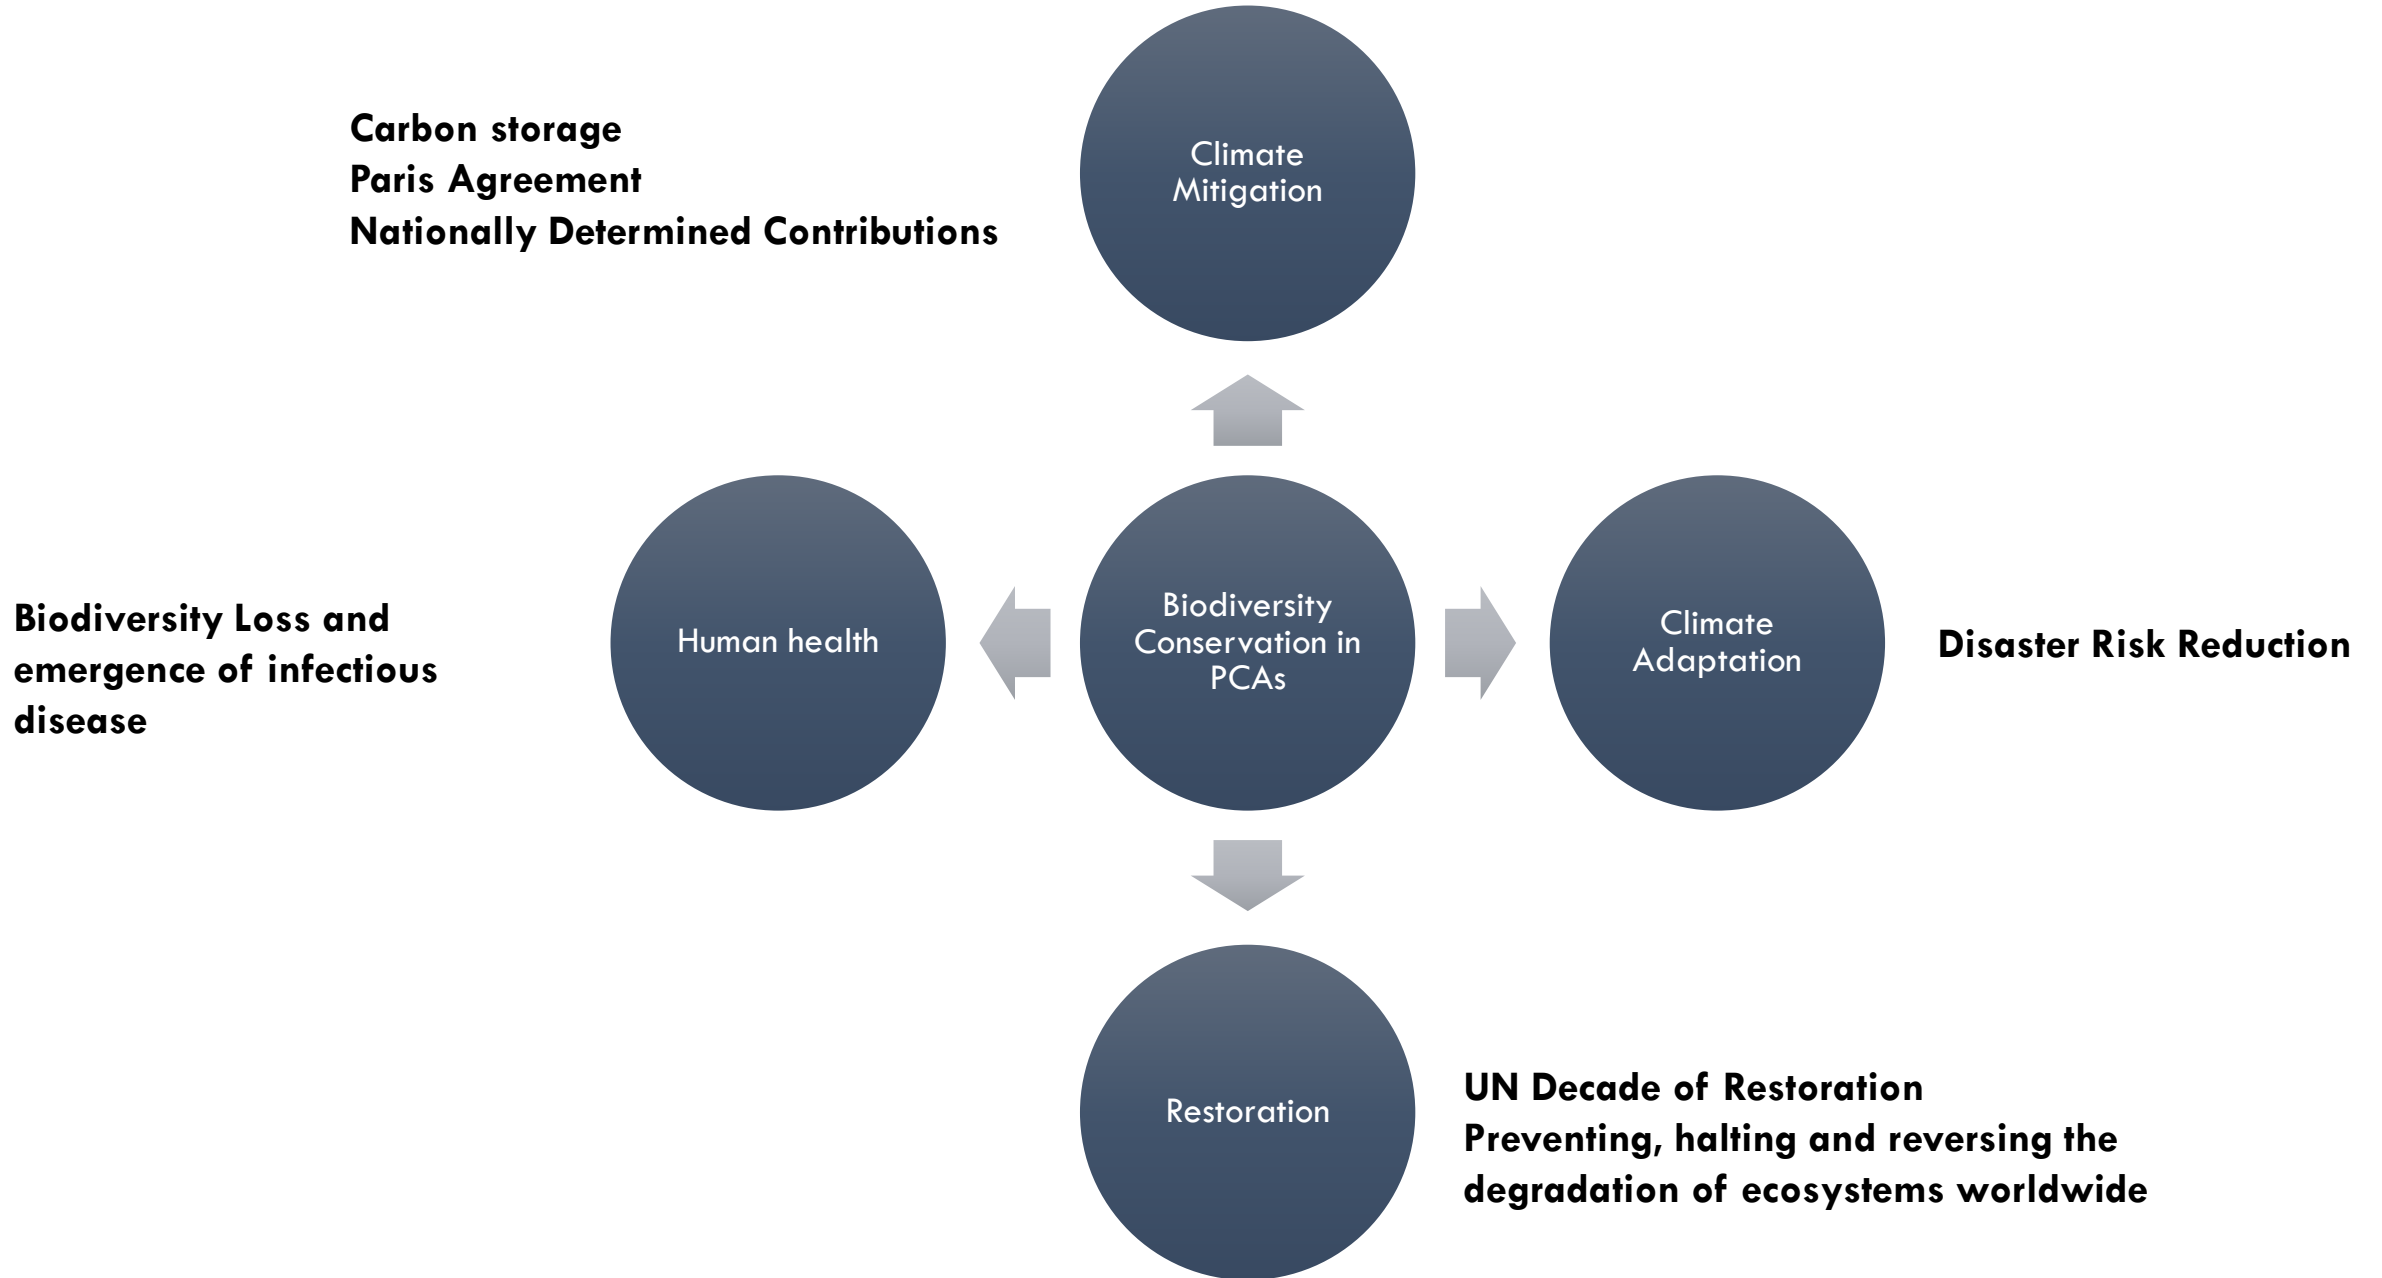 Carbon storage
Paris Agreement
Nationally Determined Contributions
Climate
Mitigation
Biodiversity Loss and
emergence of infectious
disease
Human health
Biodiversity
Conservation in
PCAs
Climate
Adaptation
Disaster Risk Reduction
Restoration
UN Decade of Restoration
Preventing, halting and reversing the
degradation of ecosystems worldwide